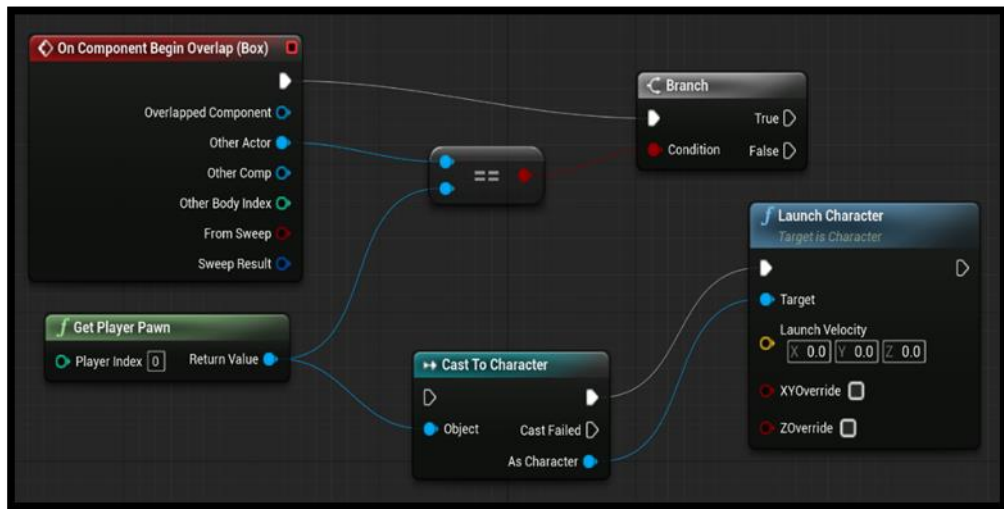 On Component Begin Overlap (Box)
Overlapped Component
Other Actor
Other Comp
Other Body Index
From Sweep
Sweep Result
f Get Player Pawn
Player Index 0 Return Value
==
Branch
True
Condition False
Cast To Character
Object Cast Failed
As Character
f Launch Character
Target is Character
Target
Launch Velocity
X 0.0 Y 0.0 Z 0.0
XYOverride
ZOverride